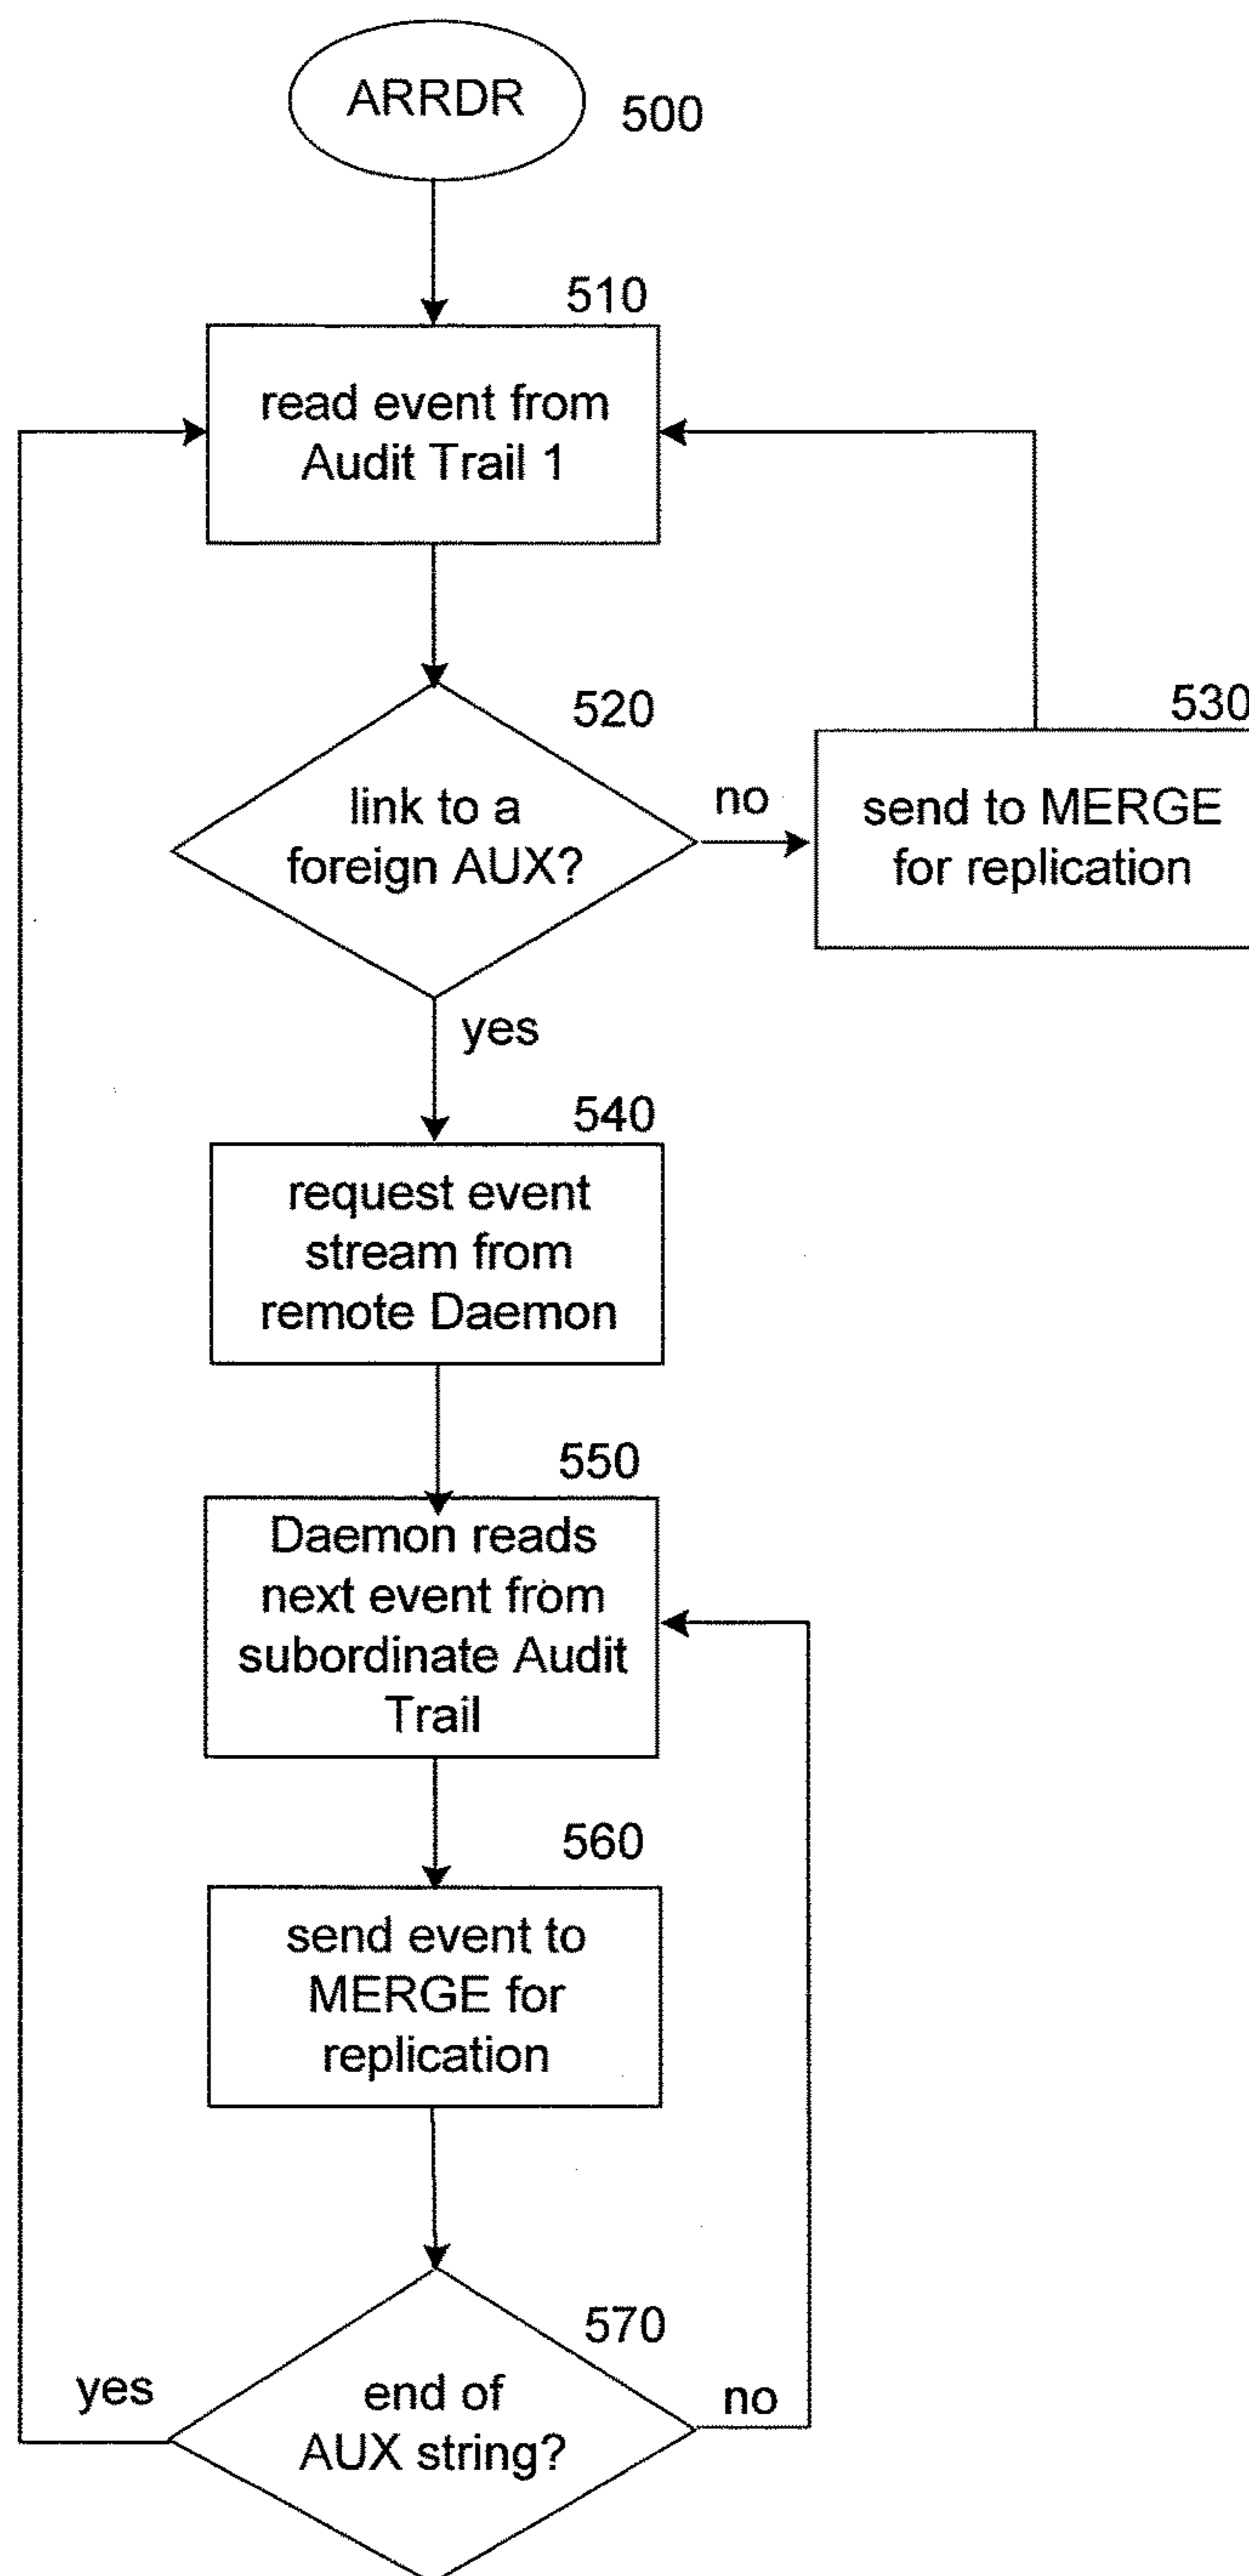 ARRDR
500
510
read event from
Audit Trail 1
520
link to a
foreign AUX?
no
530
send to MERGE
for replication
yes
540
request event
stream from
remote Daemon
550
Daemon reads
next event from
subordinate Audit
Trail
560
send event to
MERGE for
replication
570
yes
end of
AUX string?
no